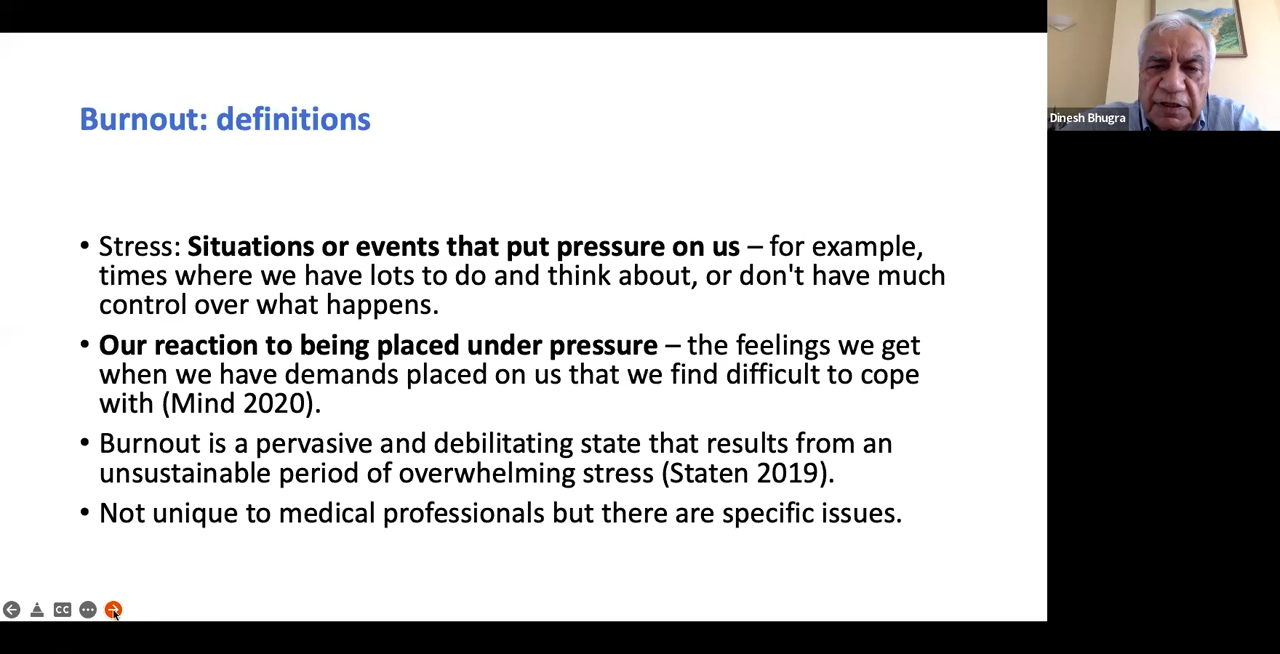 Burnout: definitions
• Stress: Situations or events that put pressure on us – for example,
times where we have lots to do and think about, or don't have much
control over what happens.
• Our reaction to being placed under pressure – the feelings we get
when we have demands placed on us that we find difficult to cope
with (Mind 2020).
• Burnout is a pervasive and debilitating state that results from an
unsustainable period of overwhelming stress (Staten 2019).
• Not unique to medical professionals but there are specific issues.
CC
Dinesh Bhugra